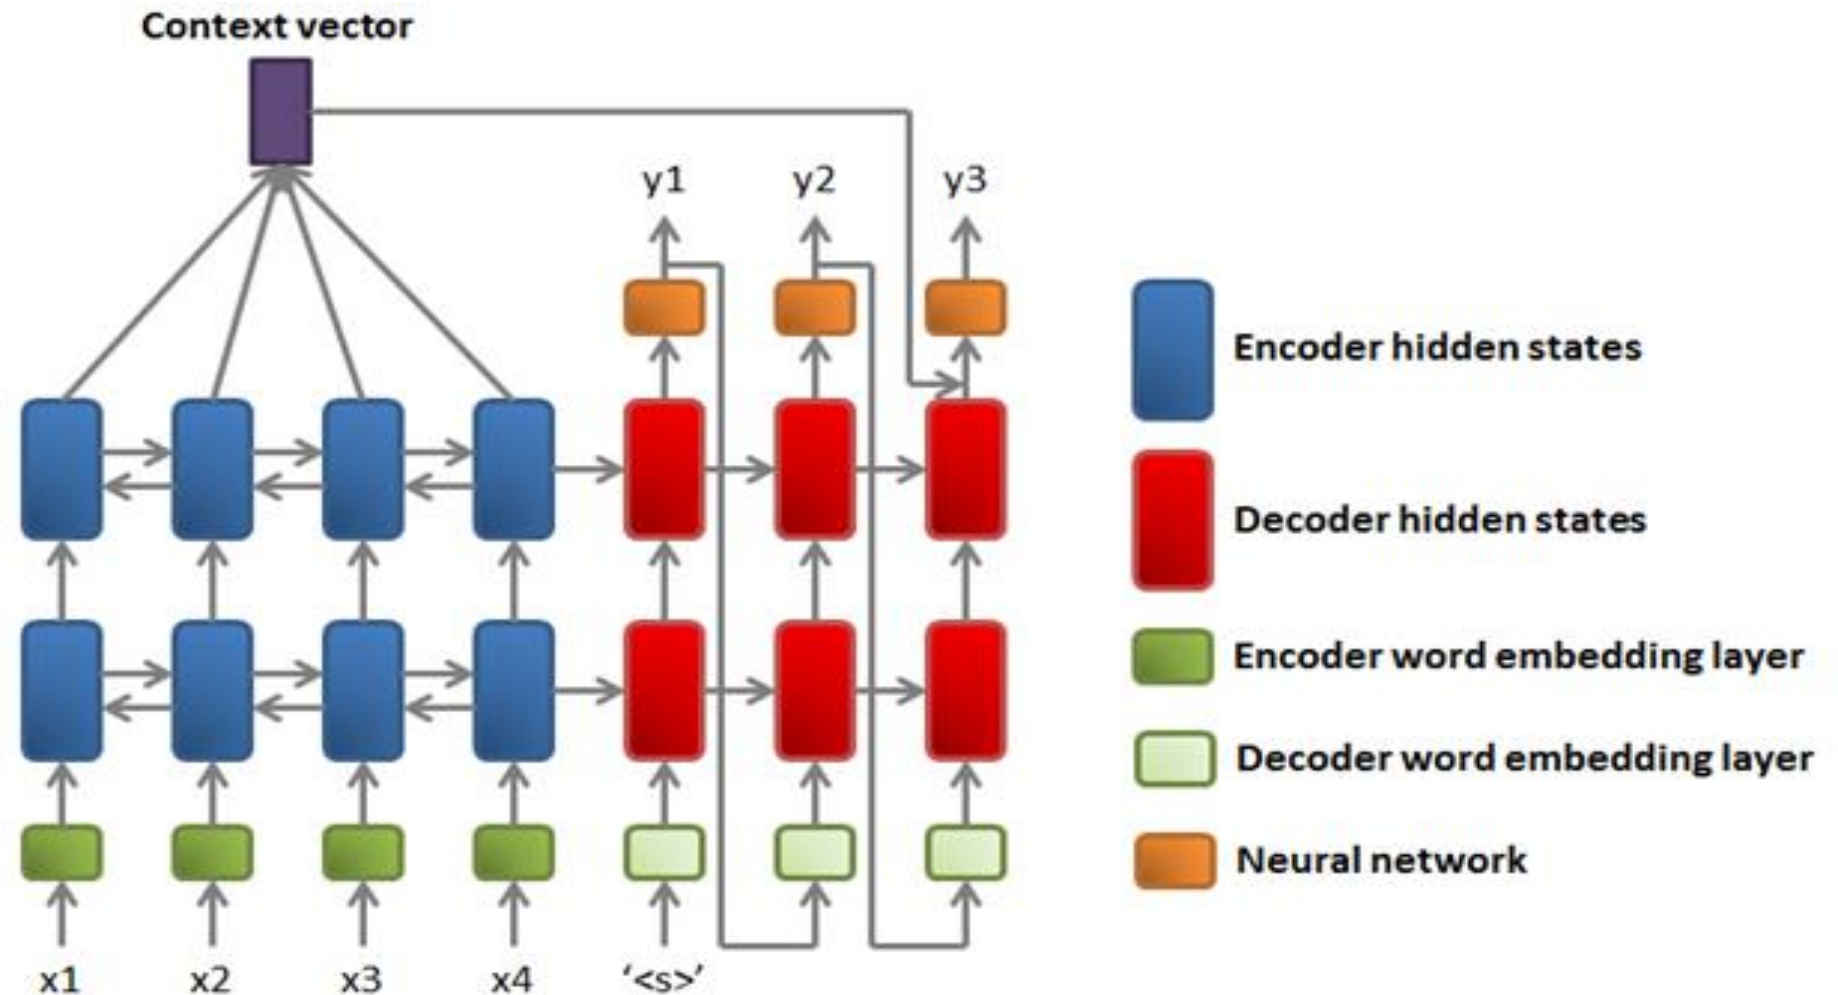 Context vector
y1 y2 y3
Encoder hidden states
Decoder hidden states
Encoder word embedding layer
Decoder word embedding layer
Neural network
x1 x2 x3 x4 ‘<s>’